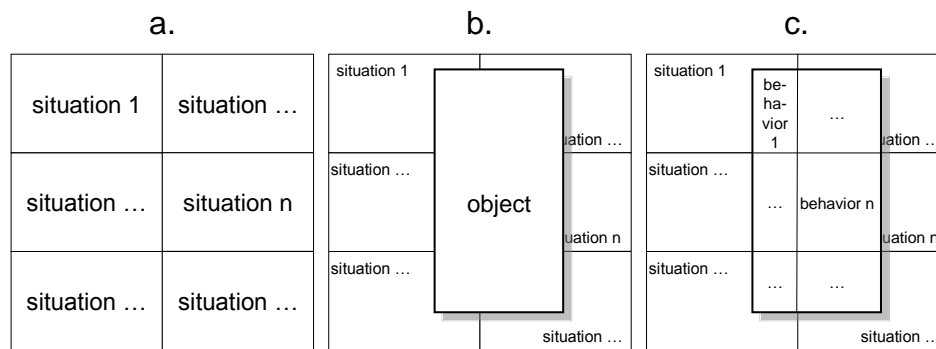 a.
situation 1
situation …
situation …
situation n
situation …
situation …
b.
situation 1
uation …
situation …
object
uation n
situation …
situation …
c.
situation 1
be-
ha-
vior
1
…
uation …
situation …
…
behavior n
uation n
situation …
…
…
situation …